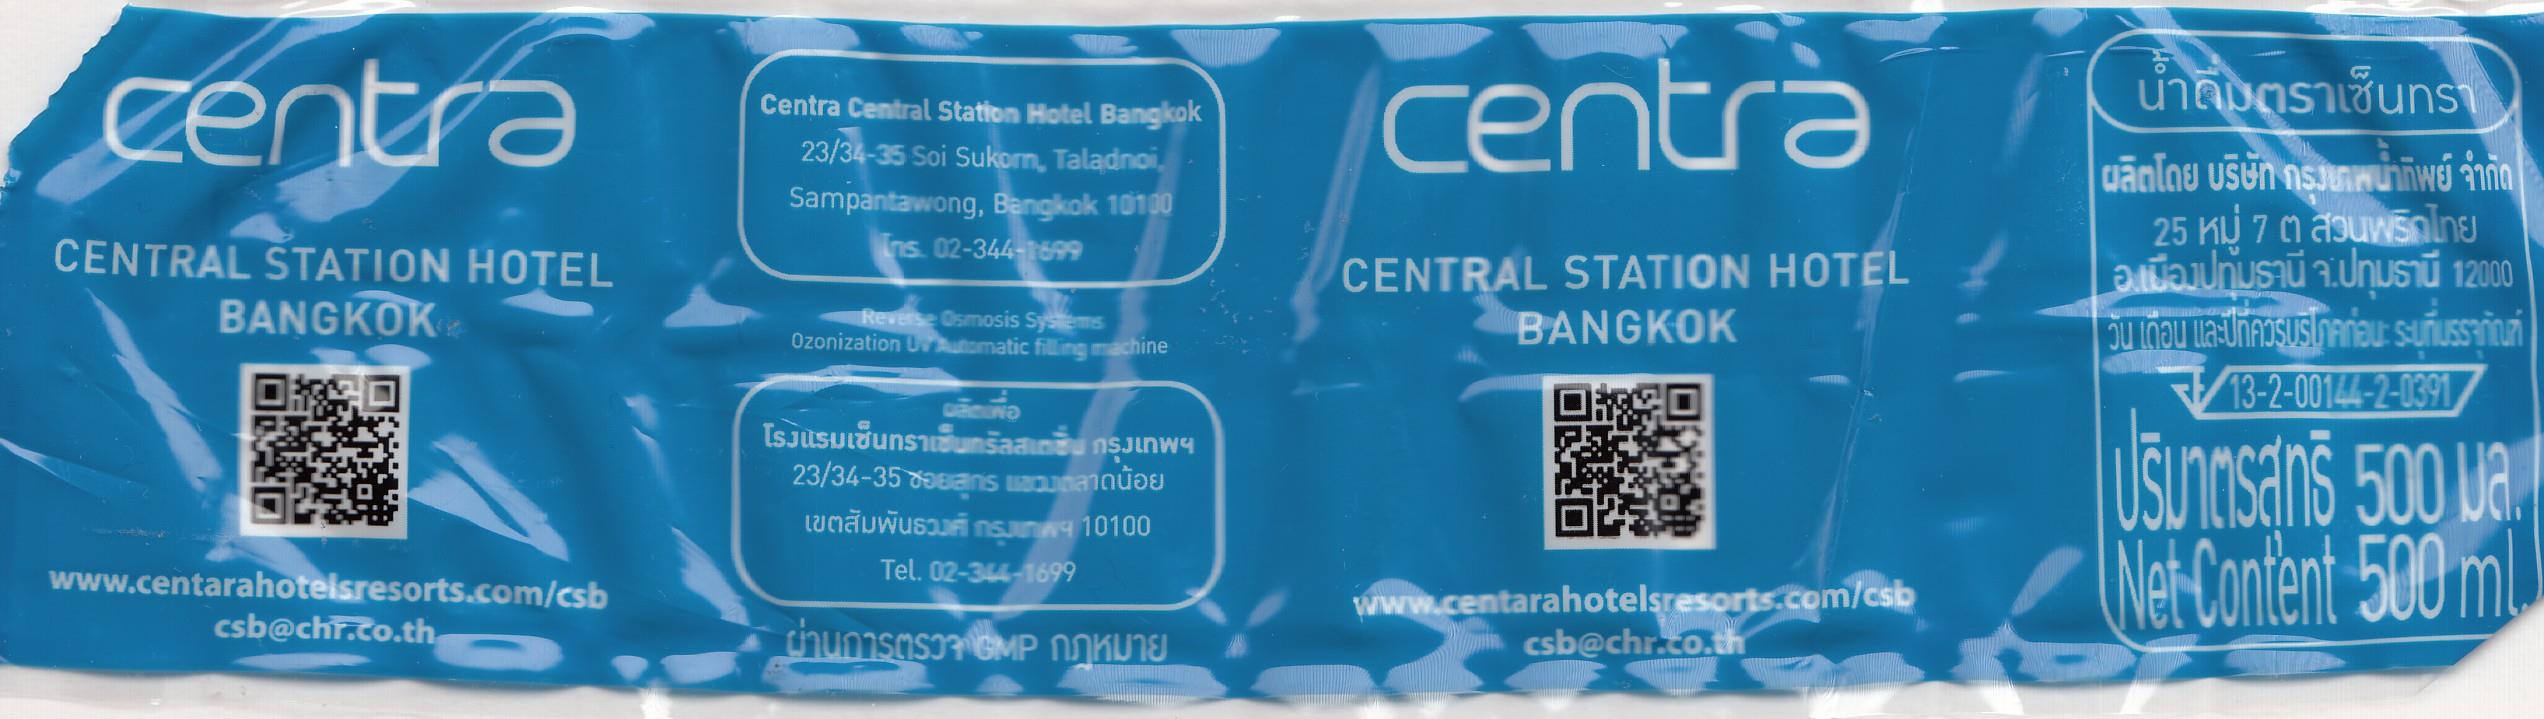 centra
CENTRAL STATION HOTEL
BANGKOK
www.centarahotelsresorts.com/csb
csb@chr.co.th
Centra Central Station Hotel Bangkok
23/34-35 Soi Sukorn, Taladnoi,
Sampantawong, Bangkok 10100
โทร. 02-344-1699
Reverse Osmosis Systems
Ozonization UV Automatic filling machine
ผลิตเพื่อ
โรงแรมเซ็นทราเซ็นทรัลสเตชั่น กรุงเทพฯ
23/34-35 ซอยสุกร แขวงตลาดน้อย
เขตสัมพันธวงศ์ กรุงเทพฯ 10100
Tel. 02-344-1699
ผ่านการตรวจ GMP กฎหมาย
centra
CENTRAL STATION HOTEL
BANGKOK
www.centarahotelsresorts.com/csb
csb@chr.co.th
น้ำดื่มตราเซ็นทรา
ผลิตโดย บริษัท กรุงเทพน้ำทิพย์ จำกัด
25 หมู่ 7 ต สวนพริกไทย
อ.เมืองปทุมธานี จ.ปทุมธานี 12000
วัน เดือน และปีที่ควรบริโภคก่อน: ระบุที่บรรจุภัณฑ์
13-2-00144-2-0391
ปริมาตรสุทธิ 500 มล.
Net Content 500 ml.